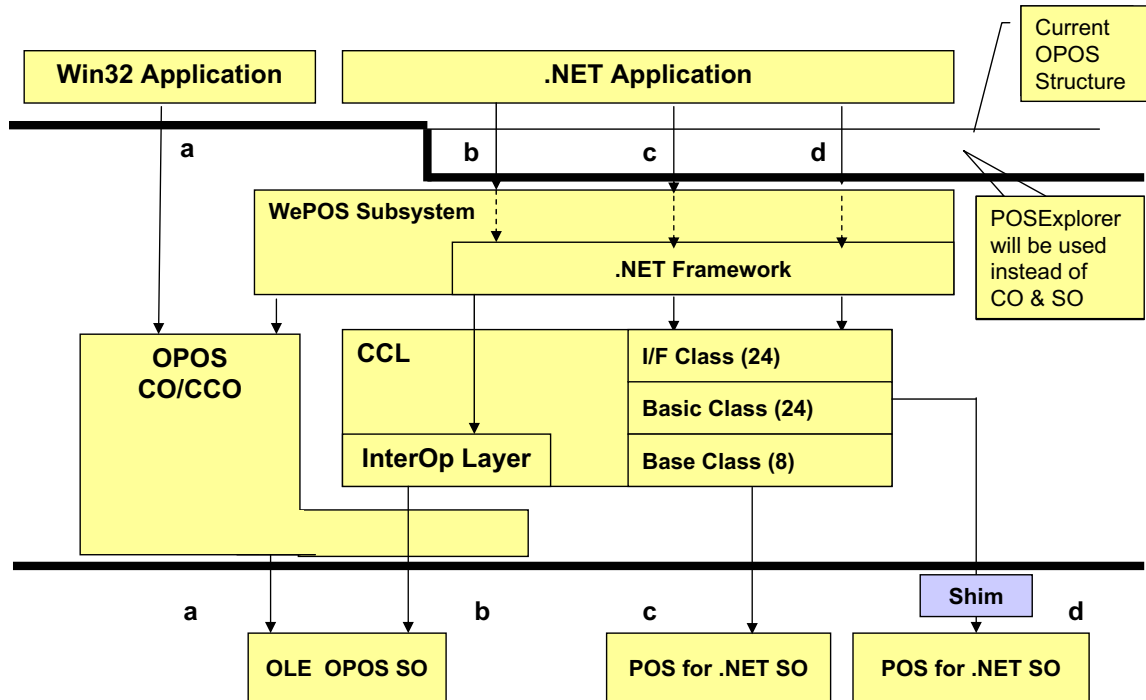 Current
OPOS
Structure
Win32 Application
.NET Application
a
b
c
d
WePOS Subsystem
.NET Framework
POSExplorer
will be used
instead of
CO & SO
OPOS
CO/CCO
CCL
I/F Class (24)
Basic Class (24)
InterOp Layer
Base Class (8)
a
b
c
Shim
d
OLE OPOS SO
POS for .NET SO
POS for .NET SO